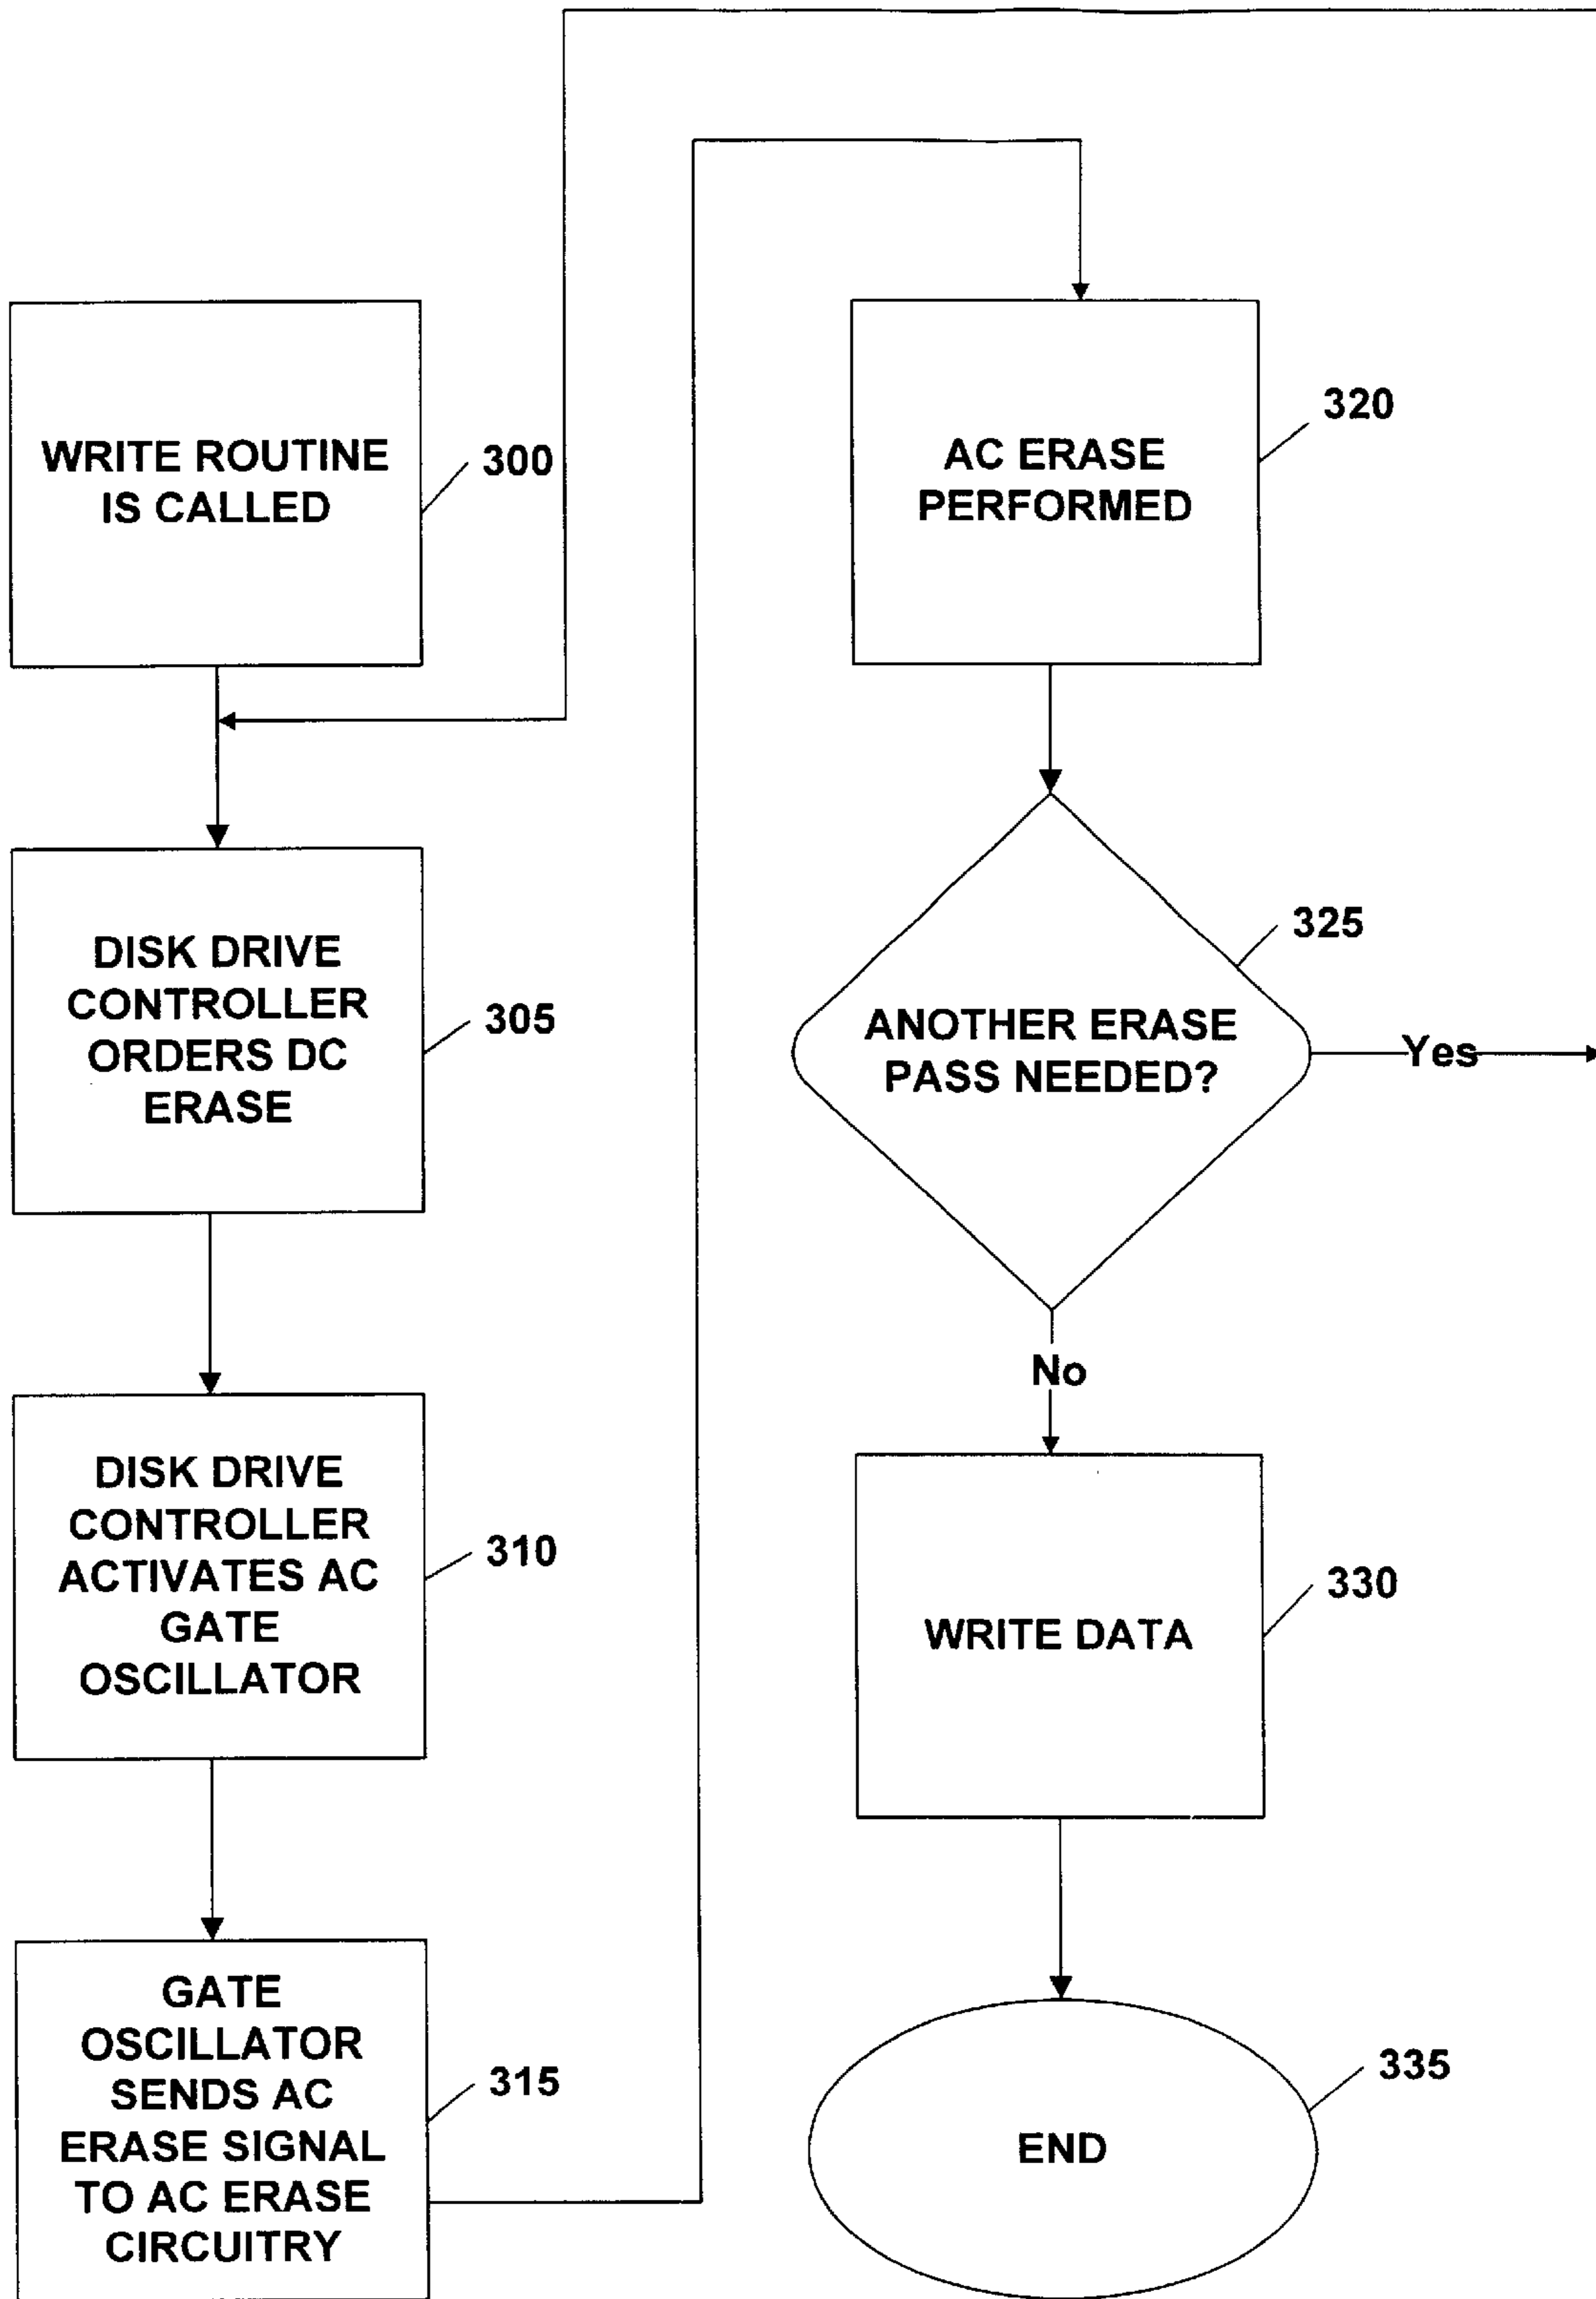 WRITE ROUTINE
IS CALLED
300
DISK DRIVE
CONTROLLER
ORDERS DC
ERASE
305
DISK DRIVE
CONTROLLER
ACTIVATES AC
GATE
OSCILLATOR
310
GATE
OSCILLATOR
SENDS AC
ERASE SIGNAL
TO AC ERASE
CIRCUITRY
315
AC ERASE
PERFORMED
320
ANOTHER ERASE
PASS NEEDED?
325
Yes
No
WRITE DATA
330
END
335